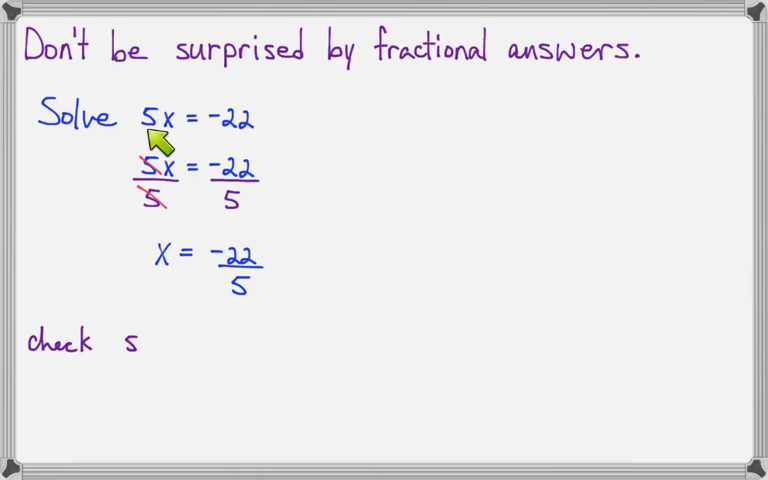 Don't be surprised by fractional answers.
Solve 5x = -22
5x = -22
5 5
x = -22
5
check 5